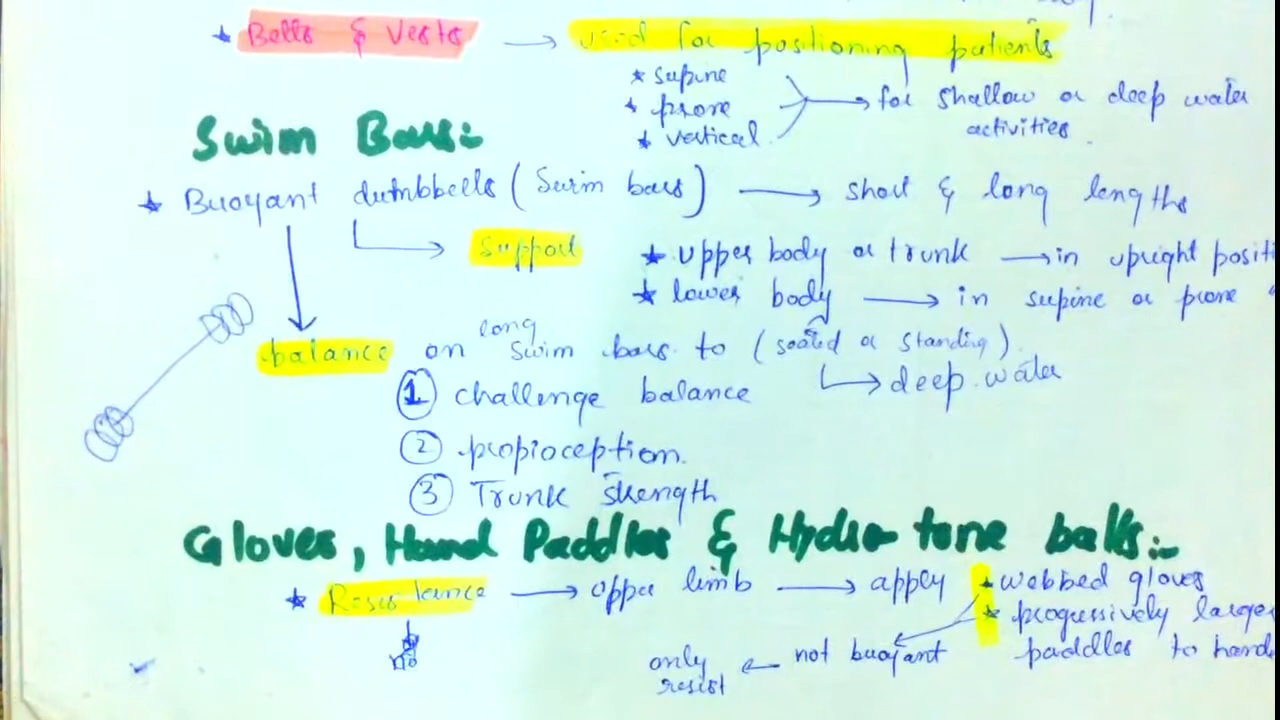 ★ Belts & Vests → used for positioning patients
★ supine
★ prone → for shallow or deep water
★ vertical activities
Swim Bars:-
★ Buoyant dumbbells (Swim bars) → short & long lengths
support ★ upper body or trunk → in upright positi
★ lower body → in supine or prone "
balance on long swim bars to (seated or standing)
① challenge balance → deep water
② propioception.
③ Trunk strength
Gloves, Hand Paddles & Hydro-tone balls:-
★ Resistance → upper limb → apply ★ webbed gloves
★ progressively larger
only ← not buoyant paddles to hand
resist